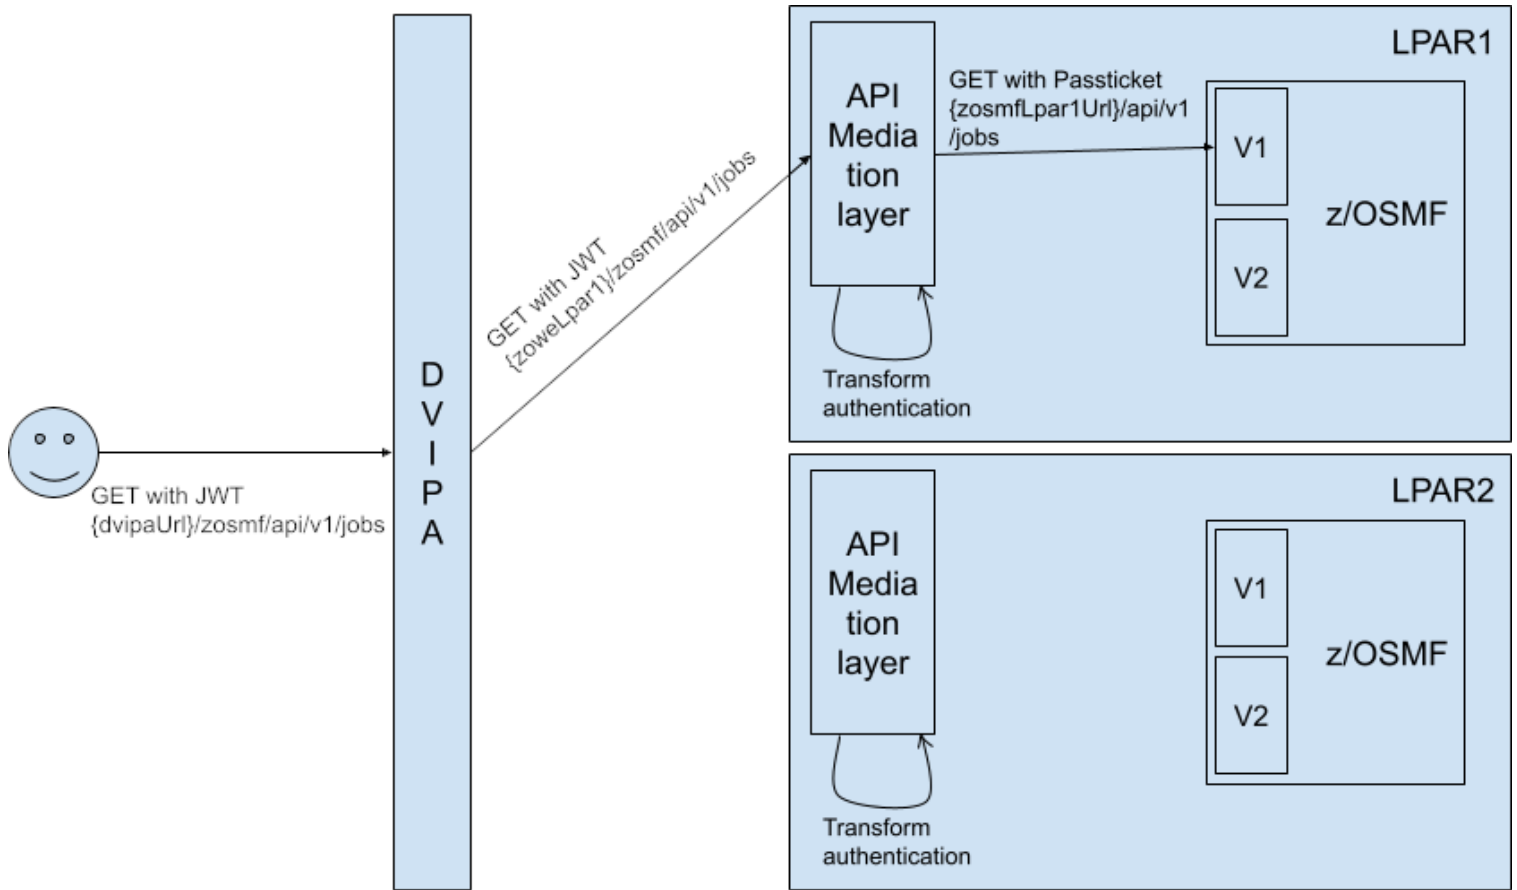 GET with JWT
{dvipaUrl}/zosmf/api/v1/jobs
D
V
I
P
A
GET with JWT
{zoweLpar1}/zosmf/api/v1/jobs
LPAR1
API
Media
tion
layer
GET with Passticket
{zosmfLpar1Url}/api/v1
/jobs
V1
V2
z/OSMF
Transform
authentication
LPAR2
API
Media
tion
layer
V1
V2
z/OSMF
Transform
authentication